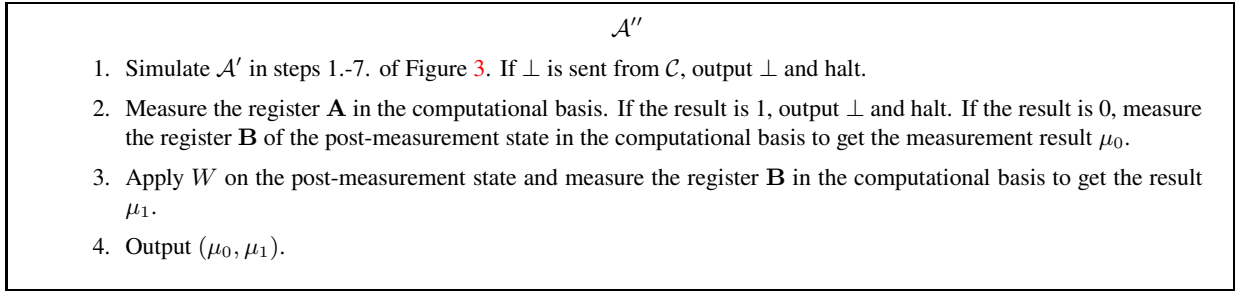 𝒜′′
1. Simulate 𝒜′ in steps 1.-7. of Figure 3. If ⊥ is sent from 𝒞, output ⊥ and halt.
2. Measure the register A in the computational basis. If the result is 1, output ⊥ and halt. If the result is 0, measure
the register B of the post-measurement state in the computational basis to get the measurement result μ₀.
3. Apply W on the post-measurement state and measure the register B in the computational basis to get the result
μ₁.
4. Output (μ₀, μ₁).